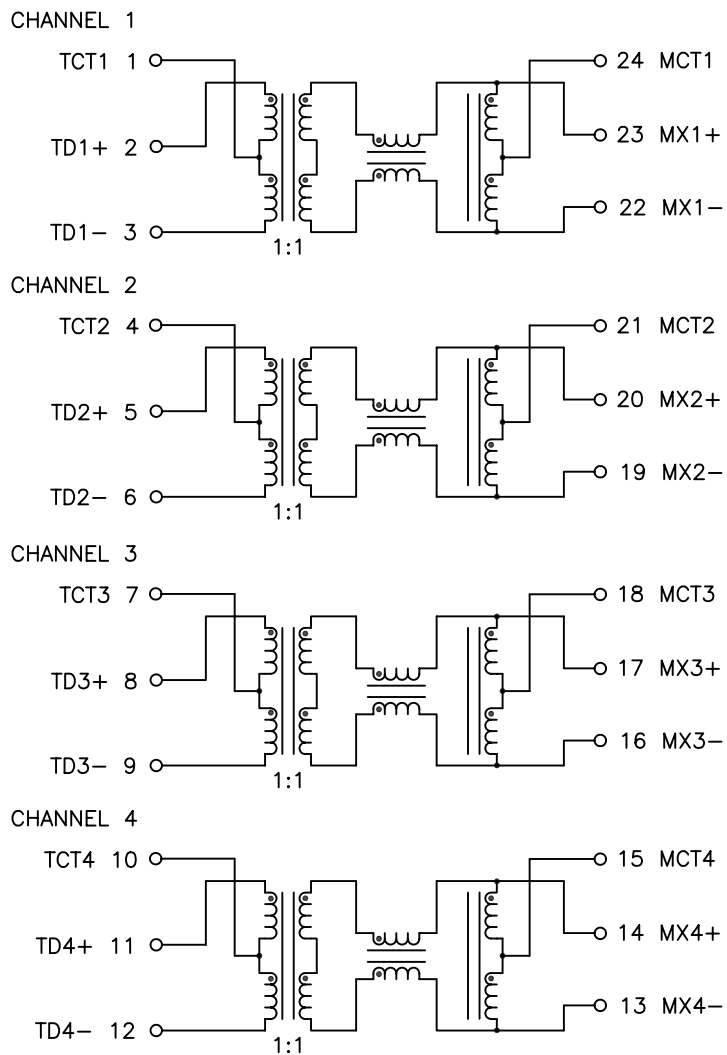 CHANNEL 1
TCT1 1 24 MCT1
TD1+ 2 23 MX1+
22 MX1-
TD1- 3
1:1
CHANNEL 2
TCT2 4 21 MCT2
TD2+ 5 20 MX2+
19 MX2-
TD2- 6
1:1
CHANNEL 3
TCT3 7 18 MCT3
TD3+ 8 17 MX3+
16 MX3-
TD3- 9
1:1
CHANNEL 4
TCT4 10 15 MCT4
TD4+ 11 14 MX4+
13 MX4-
TD4- 12
1:1